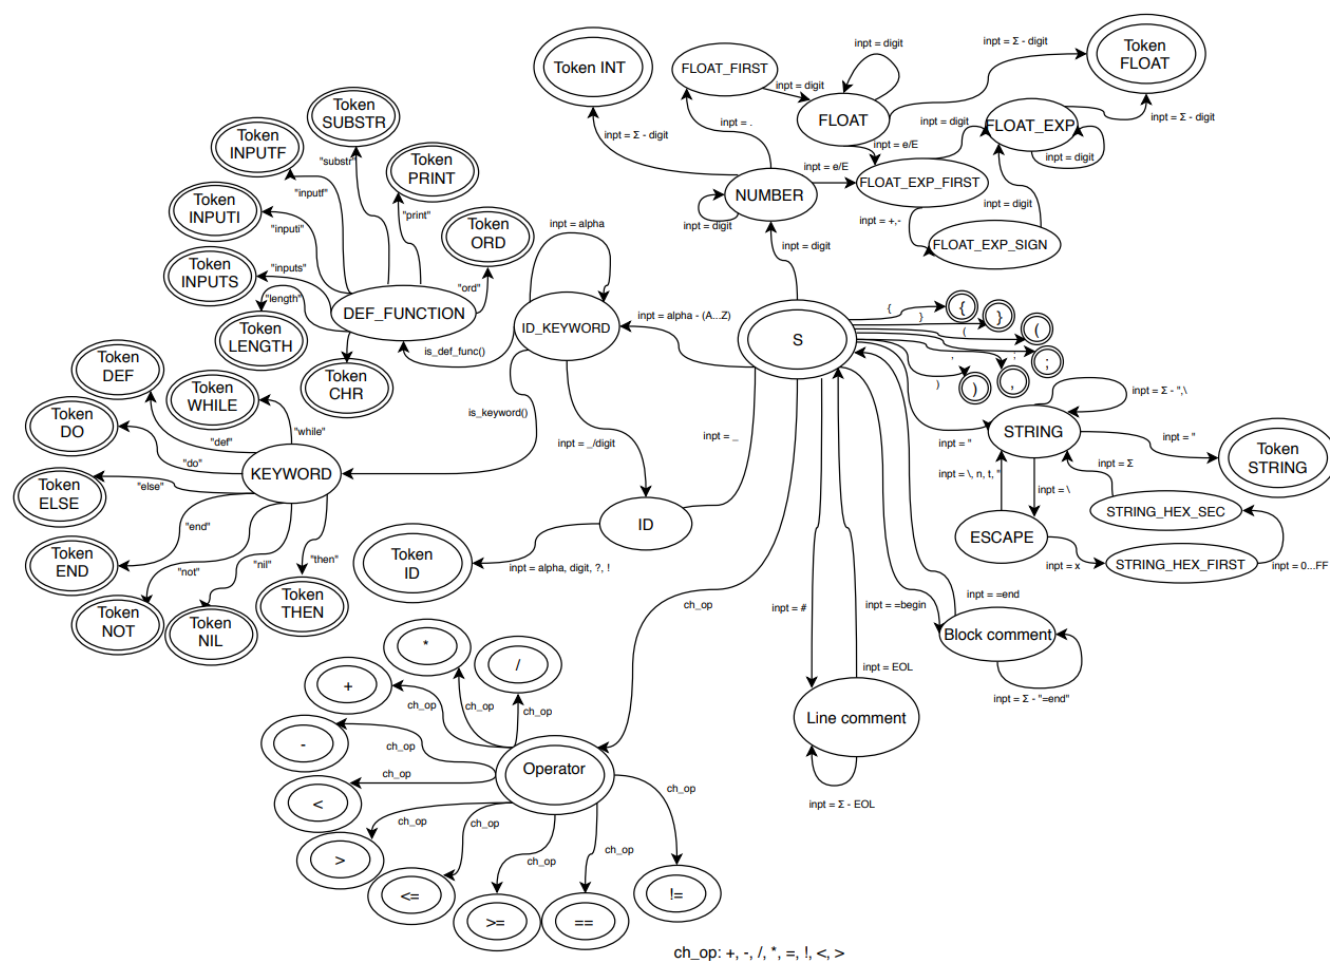 Token INT
inpt = Σ - digit
FLOAT_FIRST
inpt = .
inpt = digit
inpt = digit
FLOAT
inpt = Σ - digit
Token
FLOAT
inpt = Σ - digit
inpt = digit
FLOAT_EXP
inpt = digit
inpt = e/E
inpt = e/E
FLOAT_EXP_FIRST
NUMBER
inpt = digit
inpt = +,-
inpt = digit
FLOAT_EXP_SIGN
inpt = digit
Token
SUBSTR
"substr"
Token
INPUTF
"inputf"
Token
PRINT
"print"
Token
INPUTI
"inputi"
Token
ORD
"ord"
Token
INPUTS
"inputs"
"length"
Token
LENGTH
DEF_FUNCTION
Token
CHR
inpt = alpha
ID_KEYWORD
is_def_func()
inpt = alpha - (A...Z)
S
{
{
}
}
(
(
;
;
,
,
)
)
Token
DEF
"def"
Token
WHILE
"while"
Token
DO
"do"
KEYWORD
is_keyword()
Token
ELSE
"else"
Token
END
"end"
Token
NOT
"not"
Token
NIL
"nil"
Token
THEN
"then"
inpt = _/digit
inpt = _
ID
Token
ID
inpt = alpha, digit, ?, !
inpt = Σ - ",\
inpt = "
STRING
inpt = "
Token
STRING
inpt = \, n, t, "
inpt = \
inpt = Σ
STRING_HEX_SEC
ESCAPE
inpt = x
STRING_HEX_FIRST
inpt = 0...FF
ch_op
inpt = #
inpt = =begin
inpt = =end
Block comment
inpt = Σ - "=end"
inpt = EOL
Line comment
inpt = Σ - EOL
*
ch_op
/
ch_op
+
ch_op
-
ch_op
<
ch_op
Operator
ch_op
>
ch_op
<=
ch_op
>=
ch_op
==
ch_op
!=
ch_op
ch_op: +, -, /, *, =, !, <, >